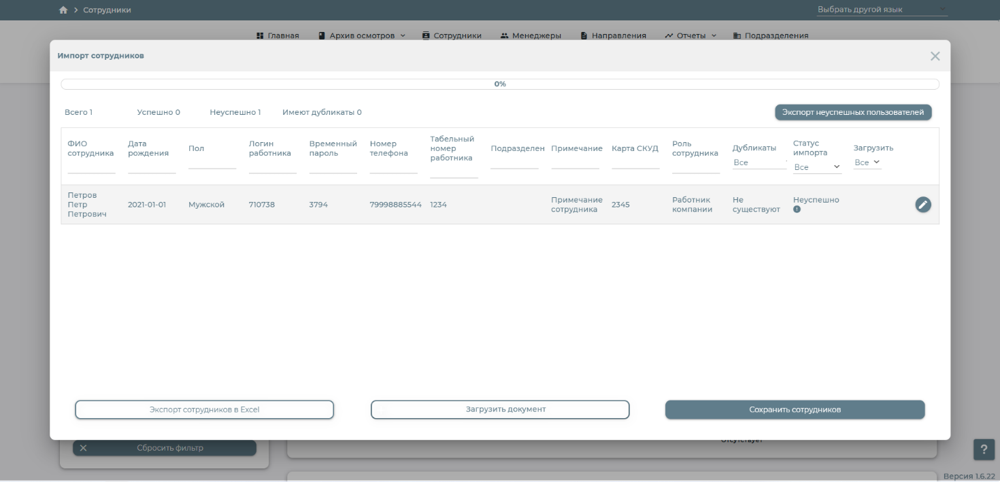 Сотрудники
Выбрать другой язык
Главная Архив осмотров Сотрудники Менеджеры Направления Отчеты Подразделения
Импорт сотрудников
0%
Всего 1 Успешно 0 Неуспешно 1 Имеют дубликаты 0
Экспорт неуспешных пользователей
ФИО сотрудника
Дата рождения
Пол
Логин работника
Временный пароль
Номер телефона
Табельный номер работника
Подразделен
Примечание
Карта СКУД
Роль сотрудника
Дубликаты
Все
Статус импорта
Все
Загрузить
Все
Петров Петр Петрович
2021-01-01
Мужской
710738
3794
79998885544
1234
Примечание сотрудника
2345
Работник компании
Не существуют
Неуспешно
Экспорт сотрудников в Excel
Загрузить документ
Сохранить сотрудников
Сбросить фильтр
Отсутствует
?
Версия 1.6.22